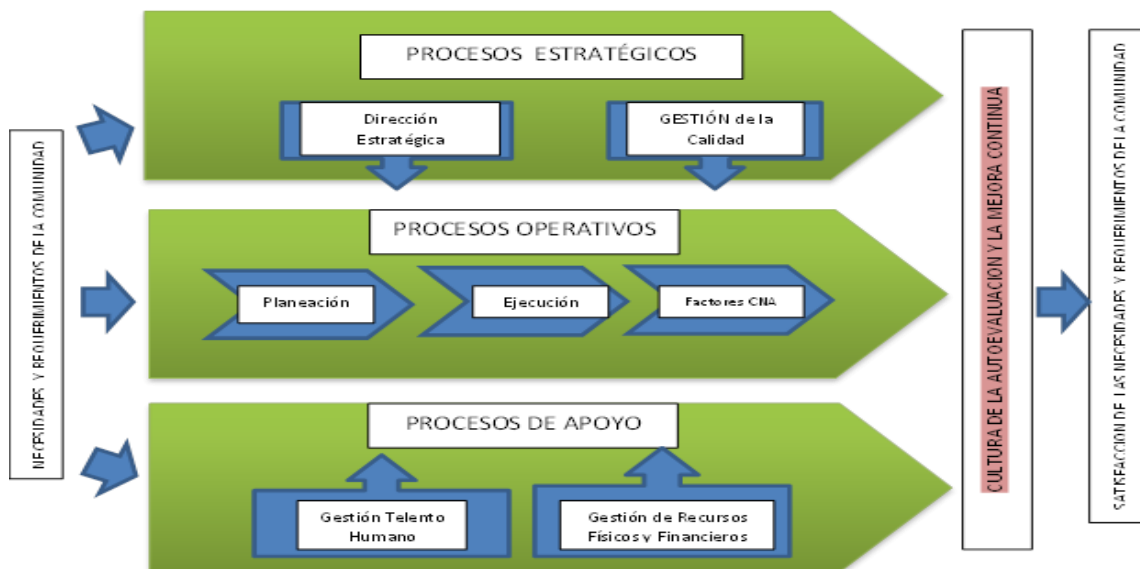 NECESIDADES Y REQUERIMIENTOS DE LA COMUNIDAD
PROCESOS ESTRATÉGICOS
Dirección
Estratégica
GESTIÓN de la
Calidad
PROCESOS OPERATIVOS
Planeación
Ejecución
Factores CNA
PROCESOS DE APOYO
Gestión Telento
Humano
Gestión de Recursos
Físicos y Financieros
CULTURA DE LA AUTOEVALUACION Y LA MEJORA CONTINUA
SATISFACCION DE LAS NECESIDADES Y REQUERIMIENTOS DE LA COMUNIDAD